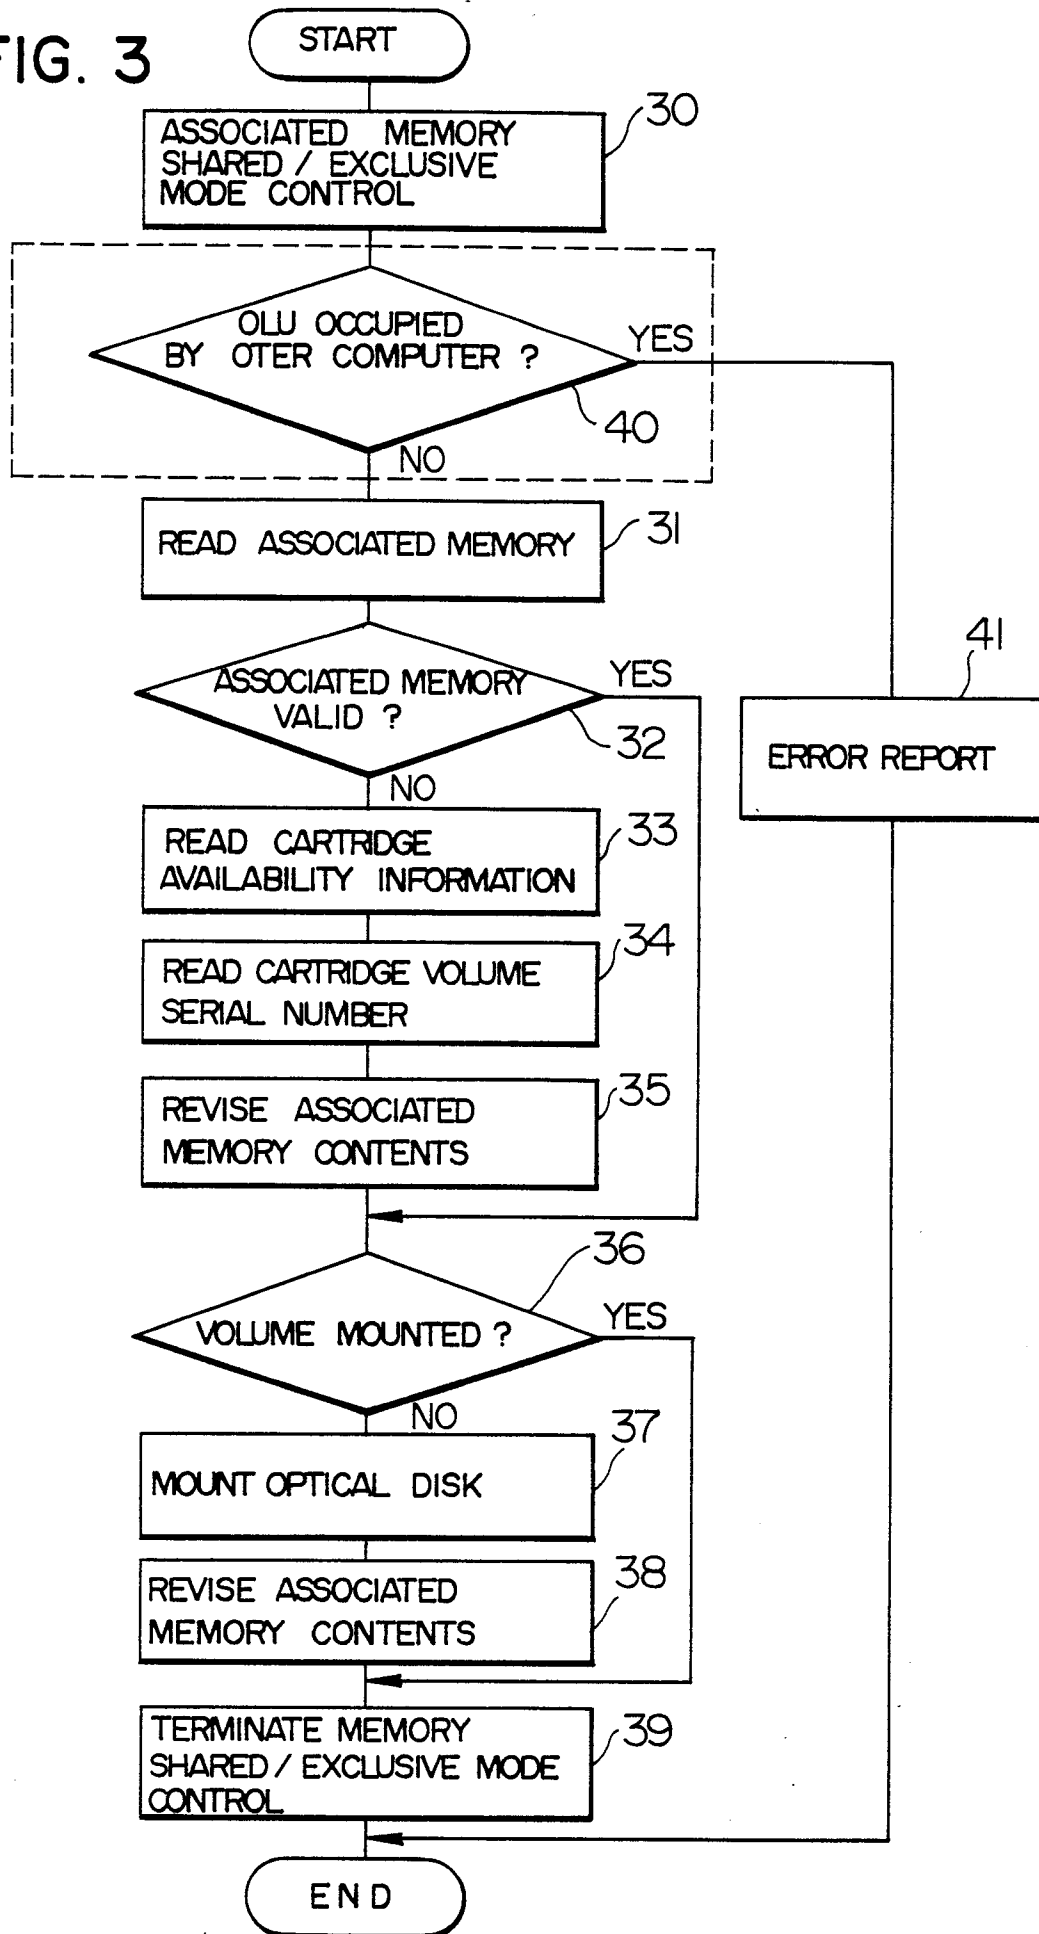 FIG. 3
START
30
ASSOCIATED MEMORY
SHARED / EXCLUSIVE
MODE CONTROL
OLU OCCUPIED
BY OTER COMPUTER ?
YES
40
NO
31
READ ASSOCIATED MEMORY
41
ASSOCIATED MEMORY
VALID ?
YES
32
ERROR REPORT
NO
33
READ CARTRIDGE
AVAILABILITY INFORMATION
34
READ CARTRIDGE VOLUME
SERIAL NUMBER
35
REVISE ASSOCIATED
MEMORY CONTENTS
36
VOLUME MOUNTED ?
YES
NO
37
MOUNT OPTICAL DISK
38
REVISE ASSOCIATED
MEMORY CONTENTS
39
TERMINATE MEMORY
SHARED / EXCLUSIVE MODE
CONTROL
END